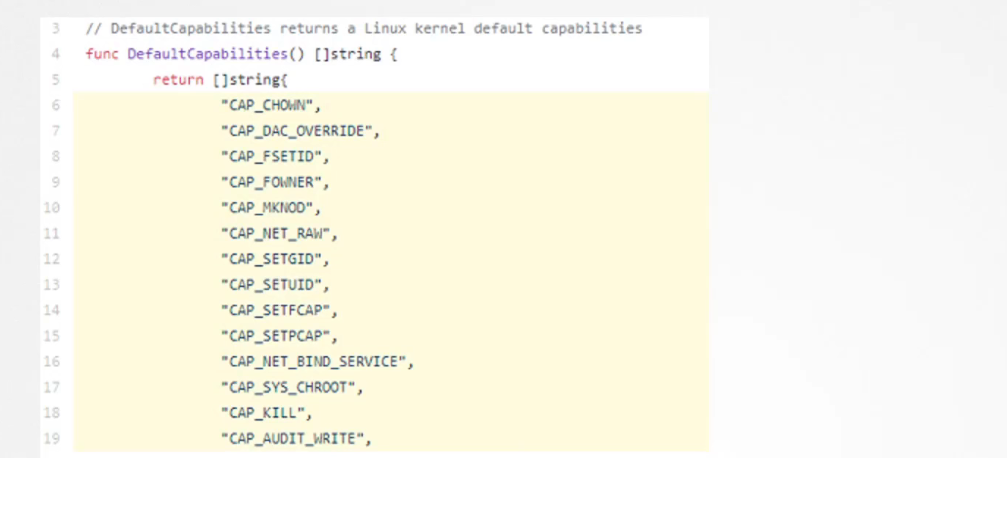 3 // DefaultCapabilities returns a Linux kernel default capabilities
4 func DefaultCapabilities() []string {
5 return []string{
6 "CAP_CHOWN",
7 "CAP_DAC_OVERRIDE",
8 "CAP_FSETID",
9 "CAP_FOWNER",
10 "CAP_MKNOD",
11 "CAP_NET_RAW",
12 "CAP_SETGID",
13 "CAP_SETUID",
14 "CAP_SETFCAP",
15 "CAP_SETPCAP",
16 "CAP_NET_BIND_SERVICE",
17 "CAP_SYS_CHROOT",
18 "CAP_KILL",
19 "CAP_AUDIT_WRITE",